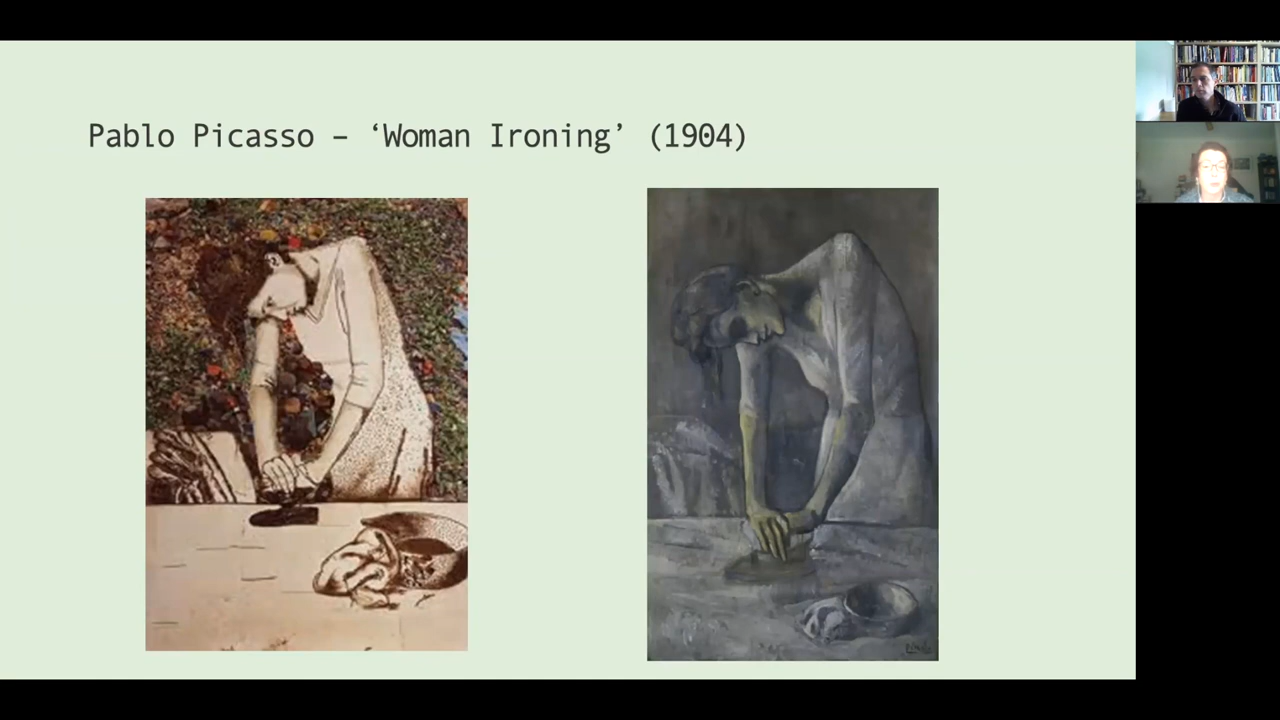 Pablo Picasso – ‘Woman Ironing’ (1904)